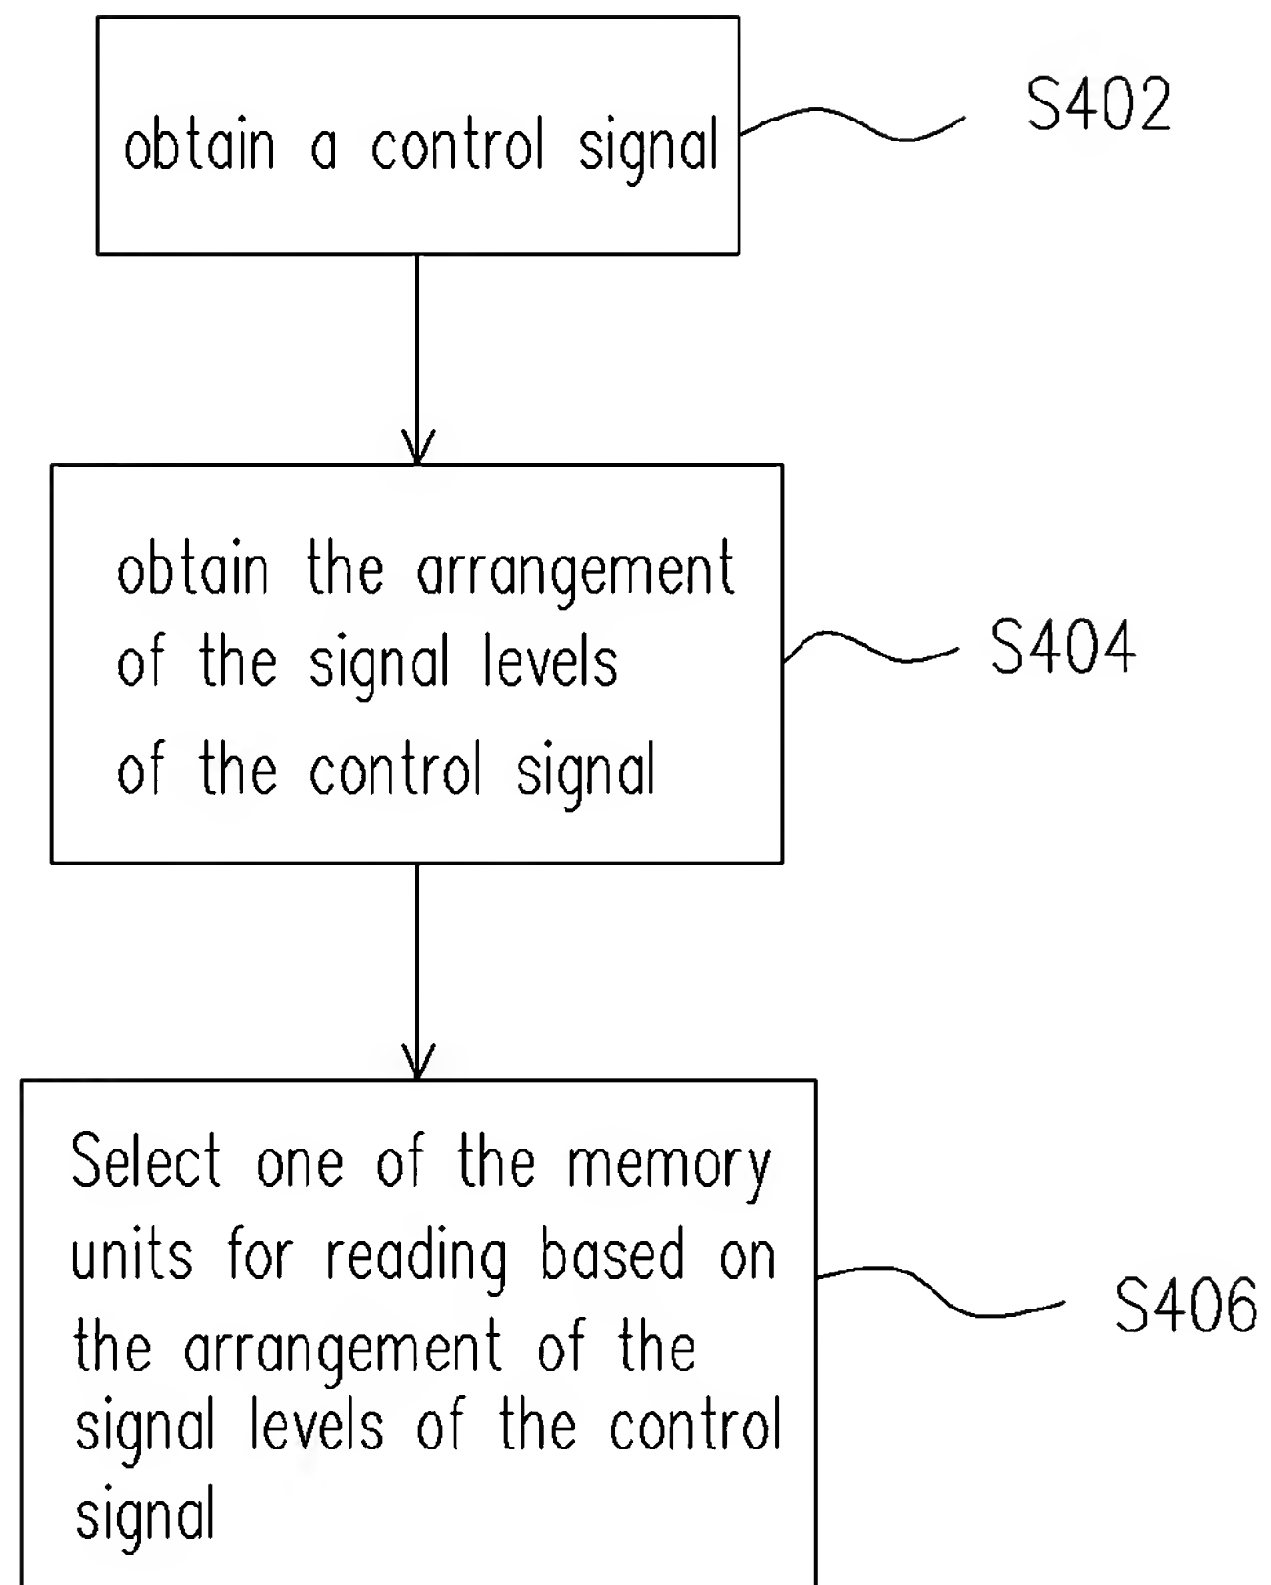 obtain a control signal
S402
obtain the arrangement
of the signal levels
of the control signal
S404
Select one of the memory
units for reading based on
the arrangement of the
signal levels of the control
signal
S406